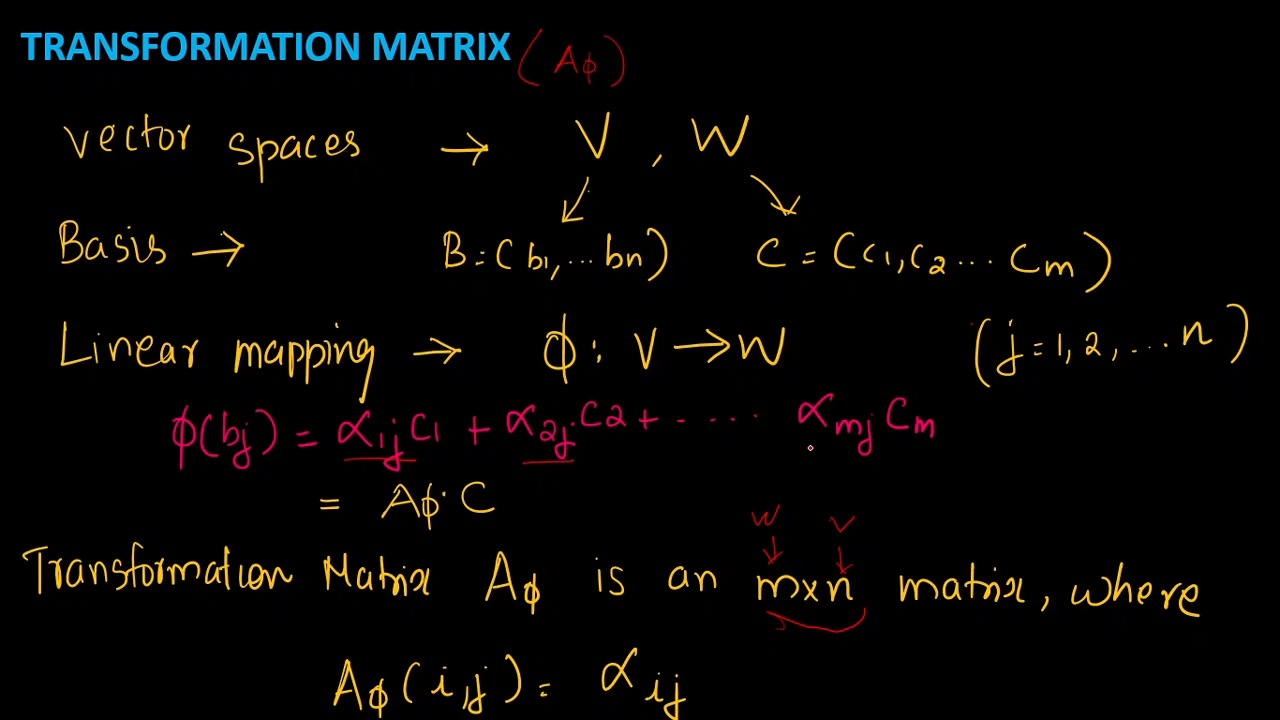 TRANSFORMATION MATRIX (Aϕ)
Vector spaces → V , W
Basis → B = (b1, ... bn) C = (C1, C2 ... Cm)
Linear mapping → ϕ : V → W (j = 1, 2, ... n)
ϕ(bj) = α1j C1 + α2j C2 + - ... αmj Cm
= Aϕ · C
W V
Transformation Matrix Aϕ is an m×n matrix, where
Aϕ(i,j) = αij